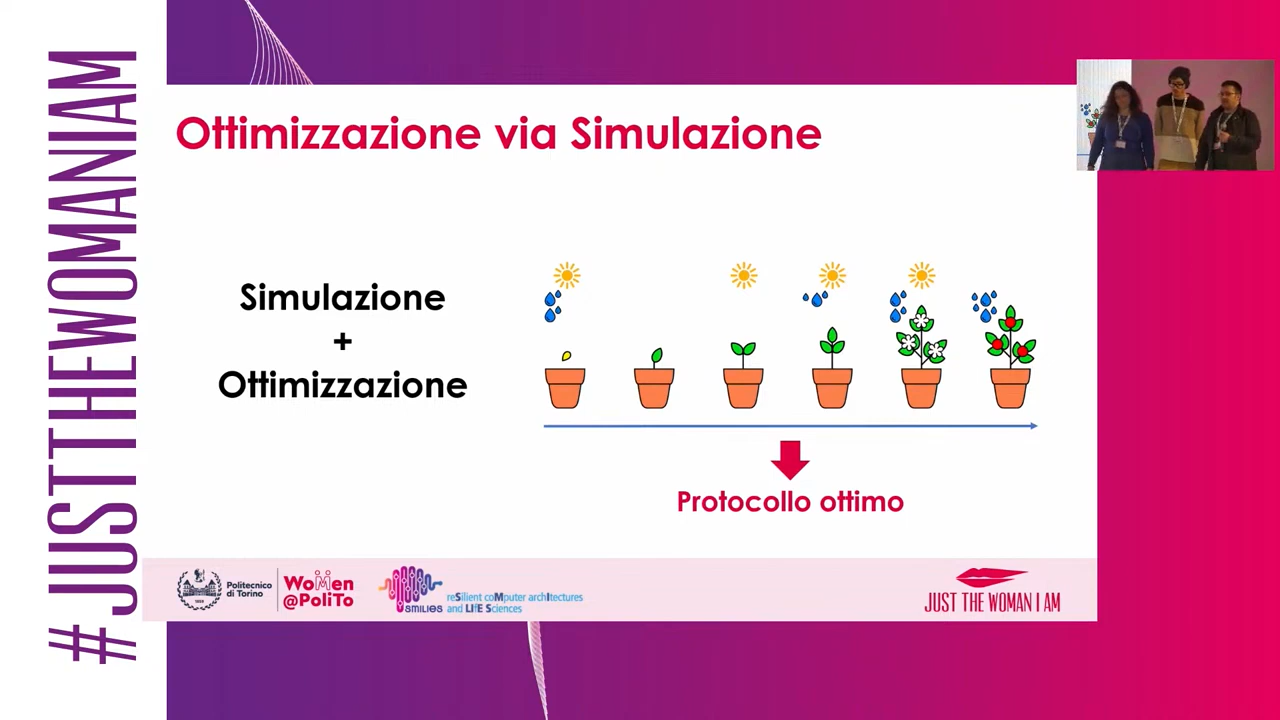 #JUSTTHEWOMANIAM
Ottimizzazione via Simulazione
Simulazione
+
Ottimizzazione
Protocollo ottimo
Politecnico
di Torino
WoMen
@PoliTo
SMILIES
reSilient coMputer archItectures
and LIfE Sciences
JUST THE WOMAN I AM